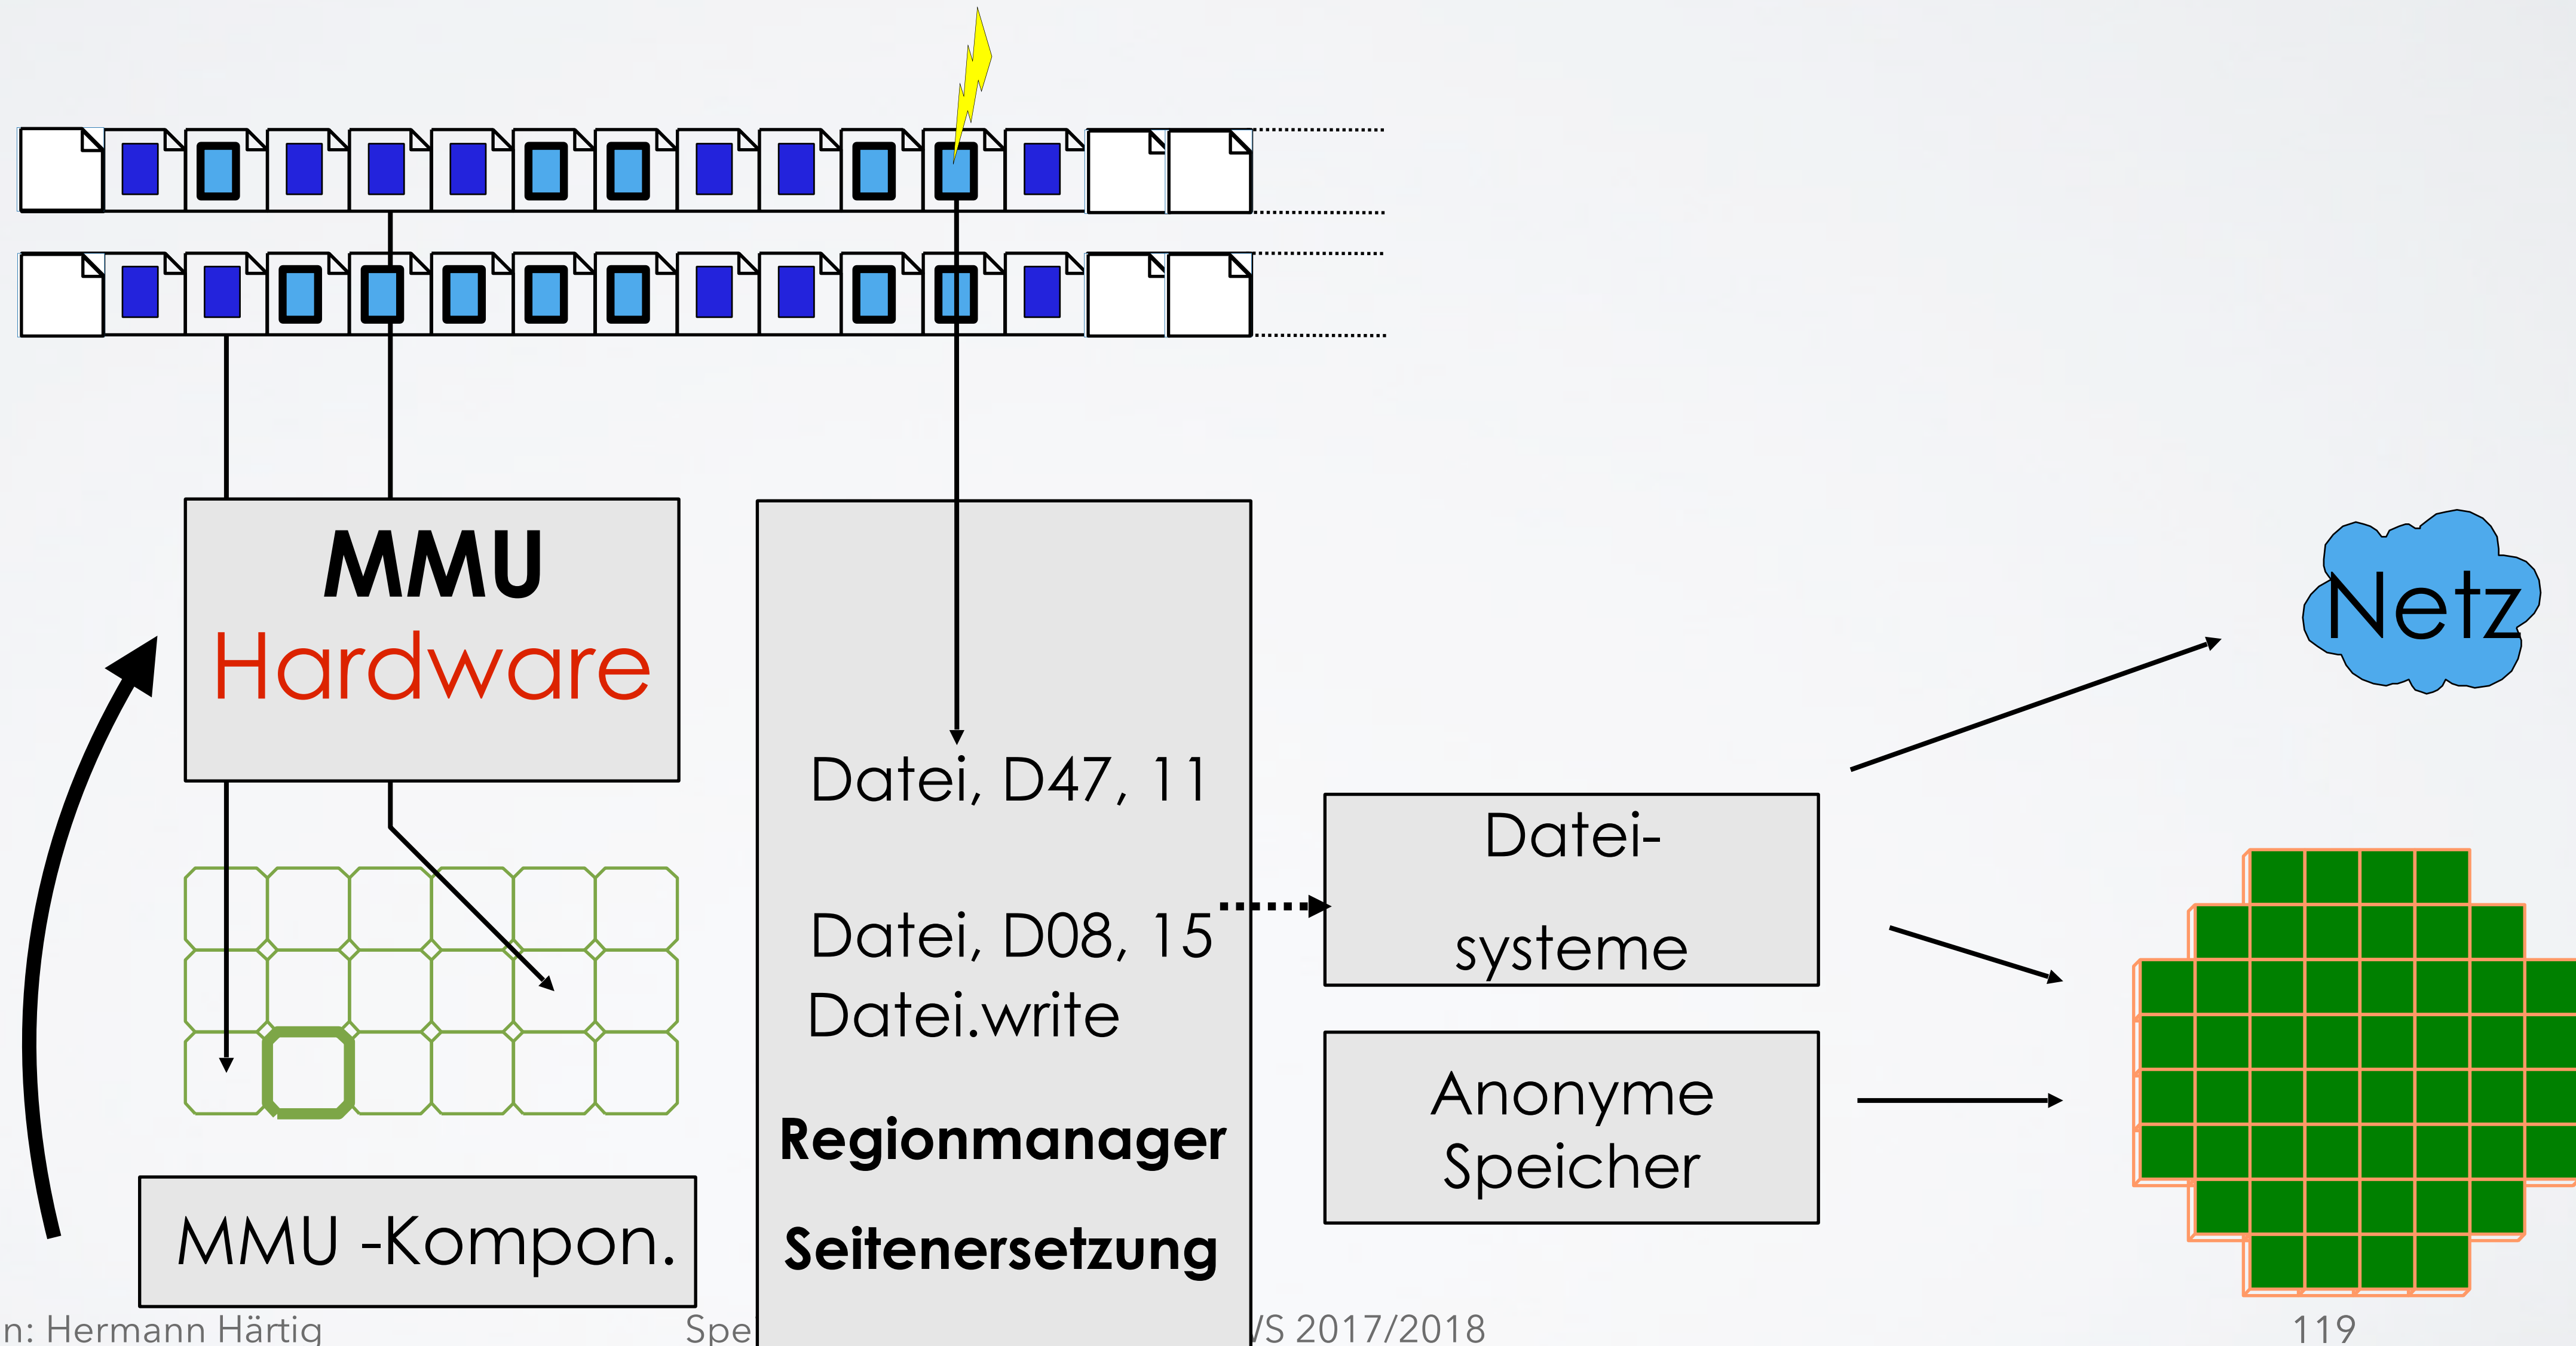 MMU
Hardware
Netz
Datei, D47, 11
Datei, D08, 15
Datei.write
Regionmanager
Seitenersetzung
Datei-
systeme
Anonyme
Speicher
MMU -Kompon.
n: Hermann Härtig
Spe
WS 2017/2018
119